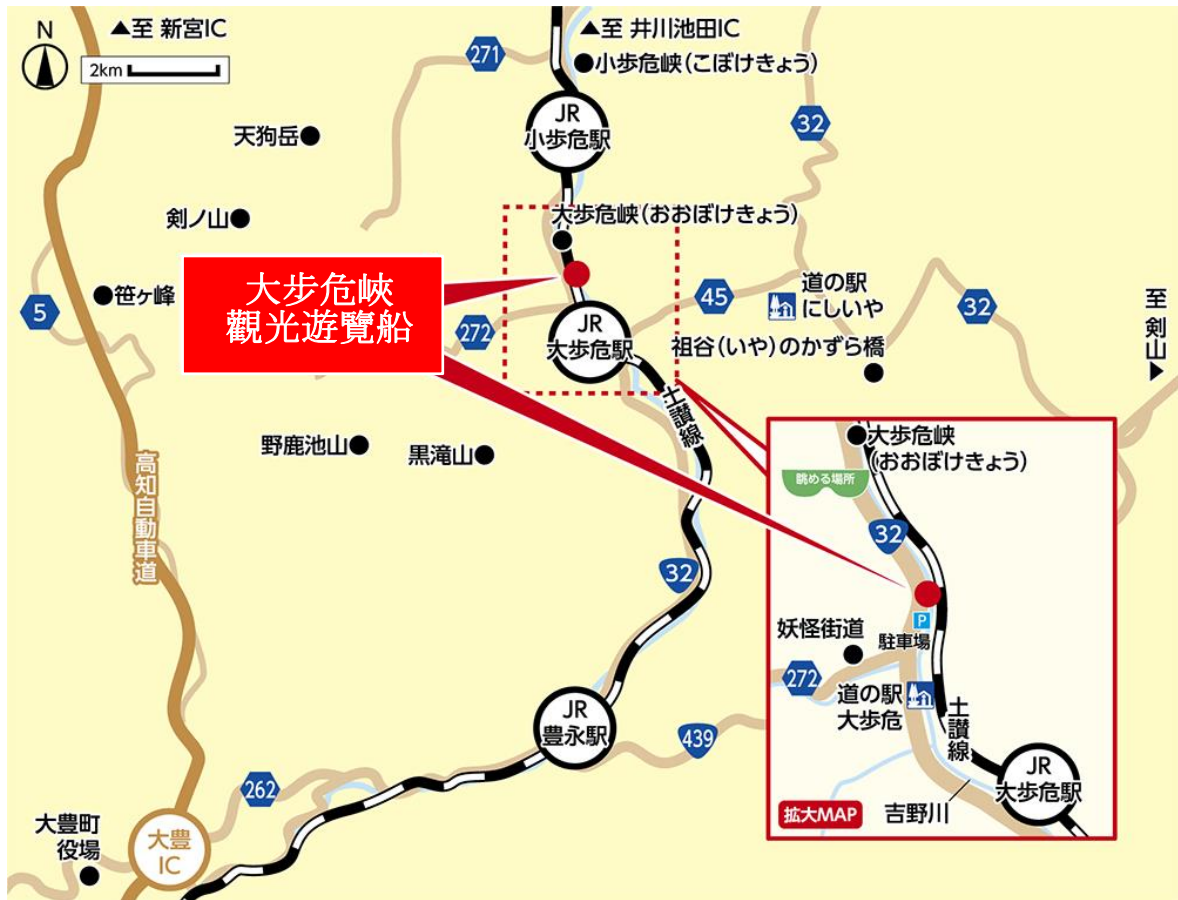 N
▲至 新宮IC
2km
271
▲至 井川池田IC
小歩危峡(こぼけきょう)
JR
小歩危駅
32
天狗岳
剣ノ山
大歩危峡(おおぼけきょう)
笹ヶ峰
5
大步危峽
觀光遊覽船
272
JR
大歩危駅
45
道の駅
にしいや
32
至 剣山▶
祖谷(いや)のかずら橋
土讃線
野鹿池山
黒滝山
高知自動車道
32
大歩危峡
(おおぼけきょう)
眺める場所
32
P
駐車場
妖怪街道
272
道の駅
大歩危
土讃線
JR
大歩危駅
拡大MAP
吉野川
JR
豊永駅
439
262
大豊町
役場
大豊
IC